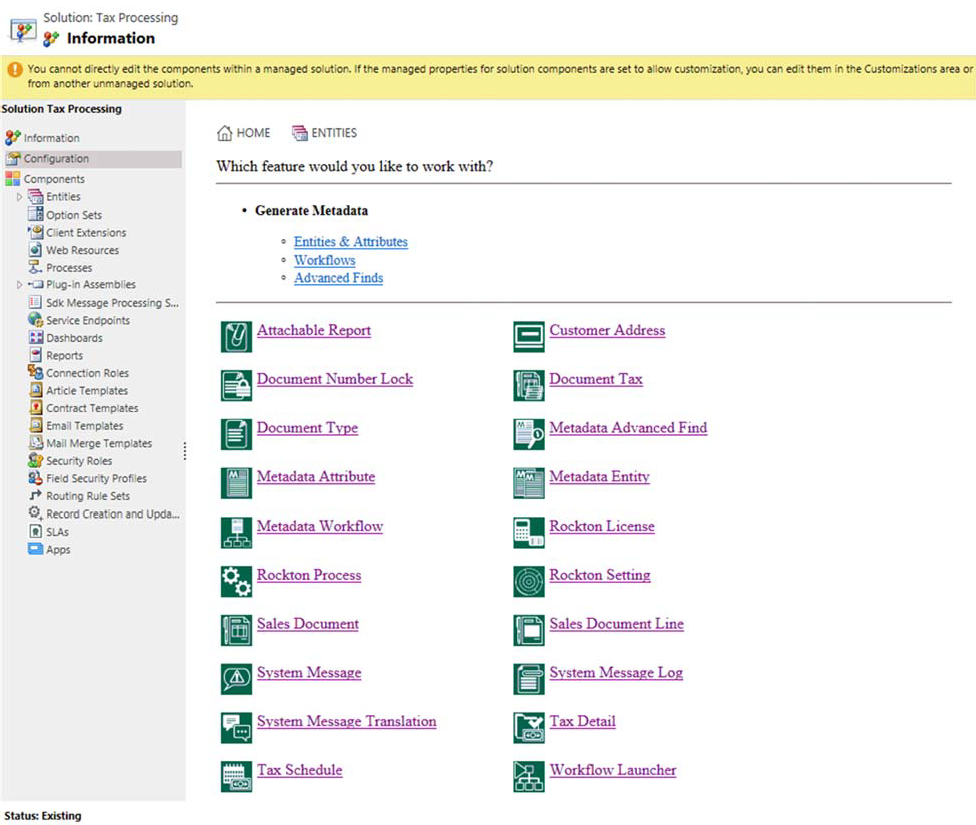 Solution: Tax Processing
Information
You cannot directly edit the components within a managed solution. If the managed properties for solution components are set to allow customization, you can edit them in the Customizations area or
from another unmanaged solution.
Solution Tax Processing
Information
Configuration
Components
Entities
Option Sets
Client Extensions
Web Resources
Processes
Plug-in Assemblies
Sdk Message Processing S...
Service Endpoints
Dashboards
Reports
Connection Roles
Article Templates
Contract Templates
Email Templates
Mail Merge Templates
Security Roles
Field Security Profiles
Routing Rule Sets
Record Creation and Upda...
SLAs
Apps
HOME ENTITIES
Which feature would you like to work with?
• Generate Metadata
Entities & Attributes
Workflows
Advanced Finds
Attachable Report Customer Address
Document Number Lock Document Tax
Document Type Metadata Advanced Find
Metadata Attribute Metadata Entity
Metadata Workflow Rockton License
Rockton Process Rockton Setting
Sales Document Sales Document Line
System Message System Message Log
System Message Translation Tax Detail
Tax Schedule Workflow Launcher
Status: Existing